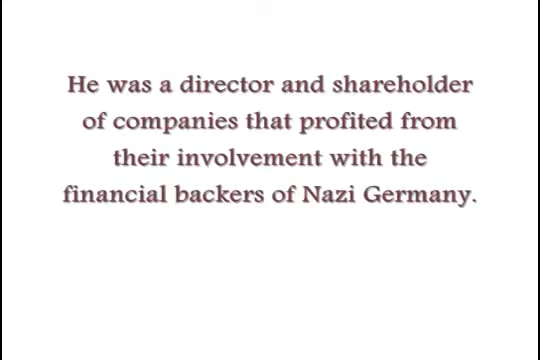 He was a director and shareholder
of companies that profited from
their involvement with the
financial backers of Nazi Germany.